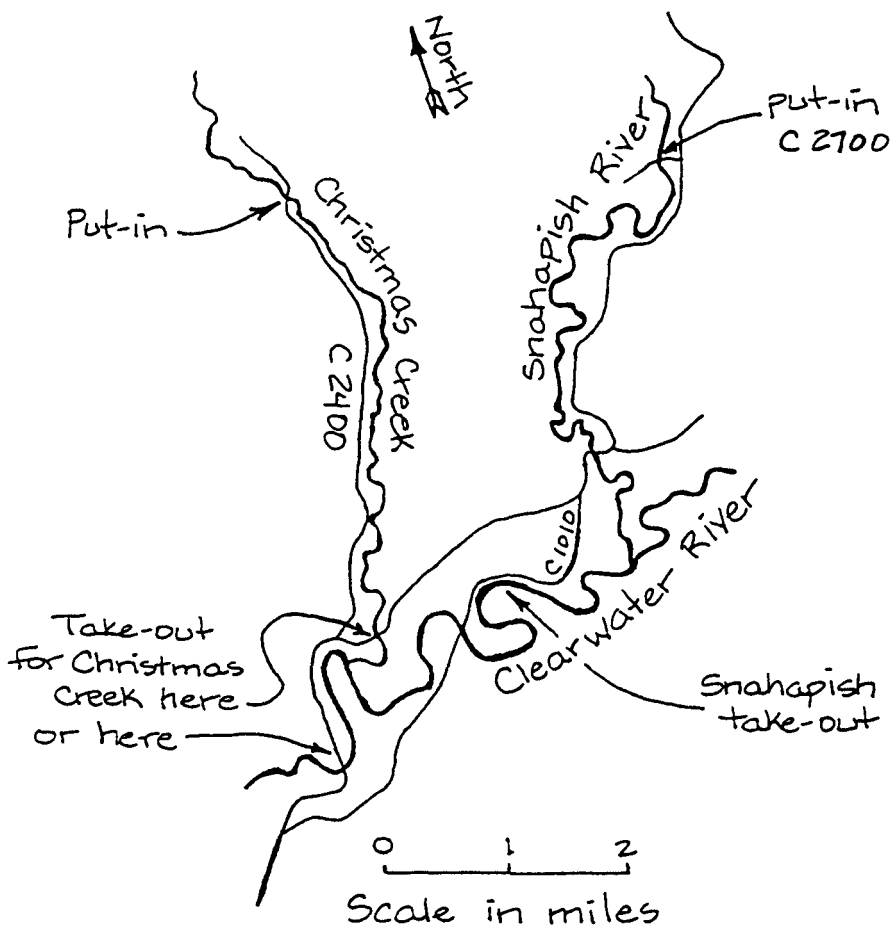 North
Put-in
C 2700
Snahapish River
Christmas Creek
Put-in
C 2400
C 1010
Clearwater River
Take-out
for Christmas
Creek here
or here
Snahapish
take-out
0 1 2
Scale in miles